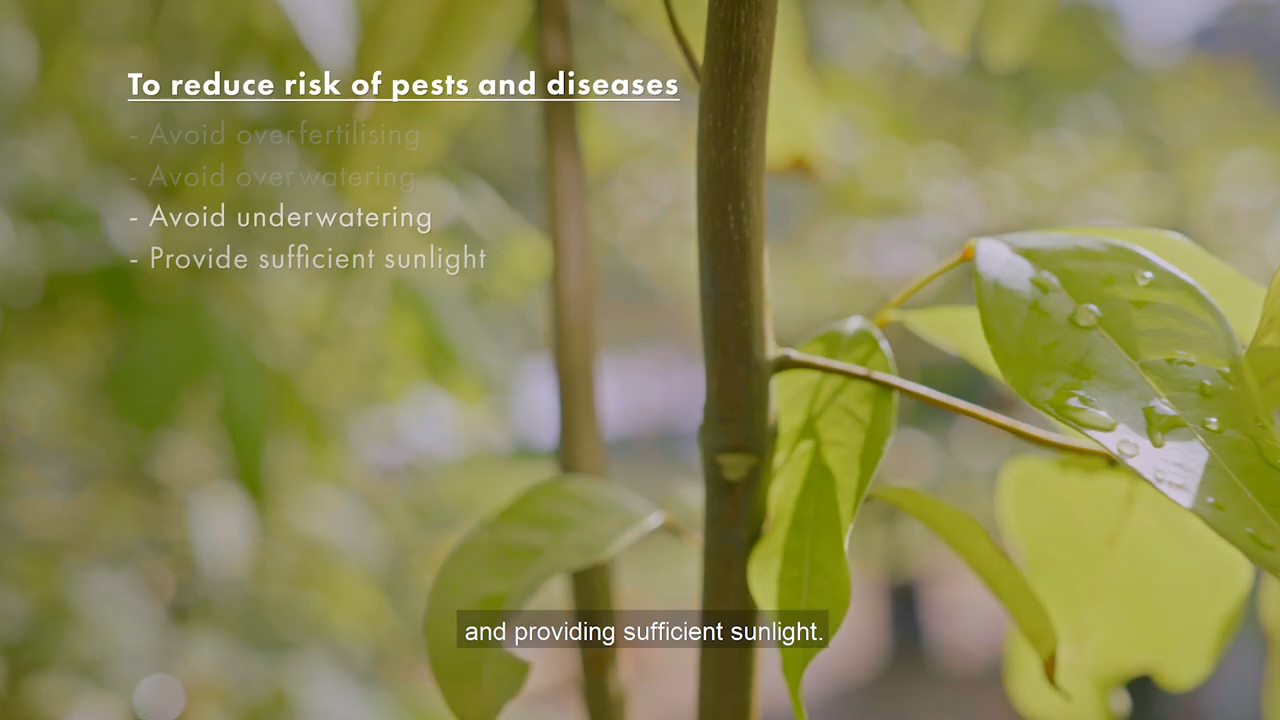 To reduce risk of pests and diseases
- Avoid overfertilising
- Avoid overwatering
- Avoid underwatering
- Provide sufficient sunlight
and providing sufficient sunlight.